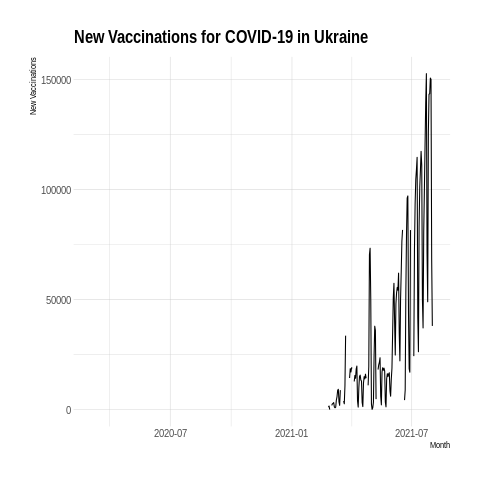 New Vaccinations for COVID-19 in Ukraine
New Vaccinations
150000
100000
50000
0
2020-07
2021-01
2021-07
Month